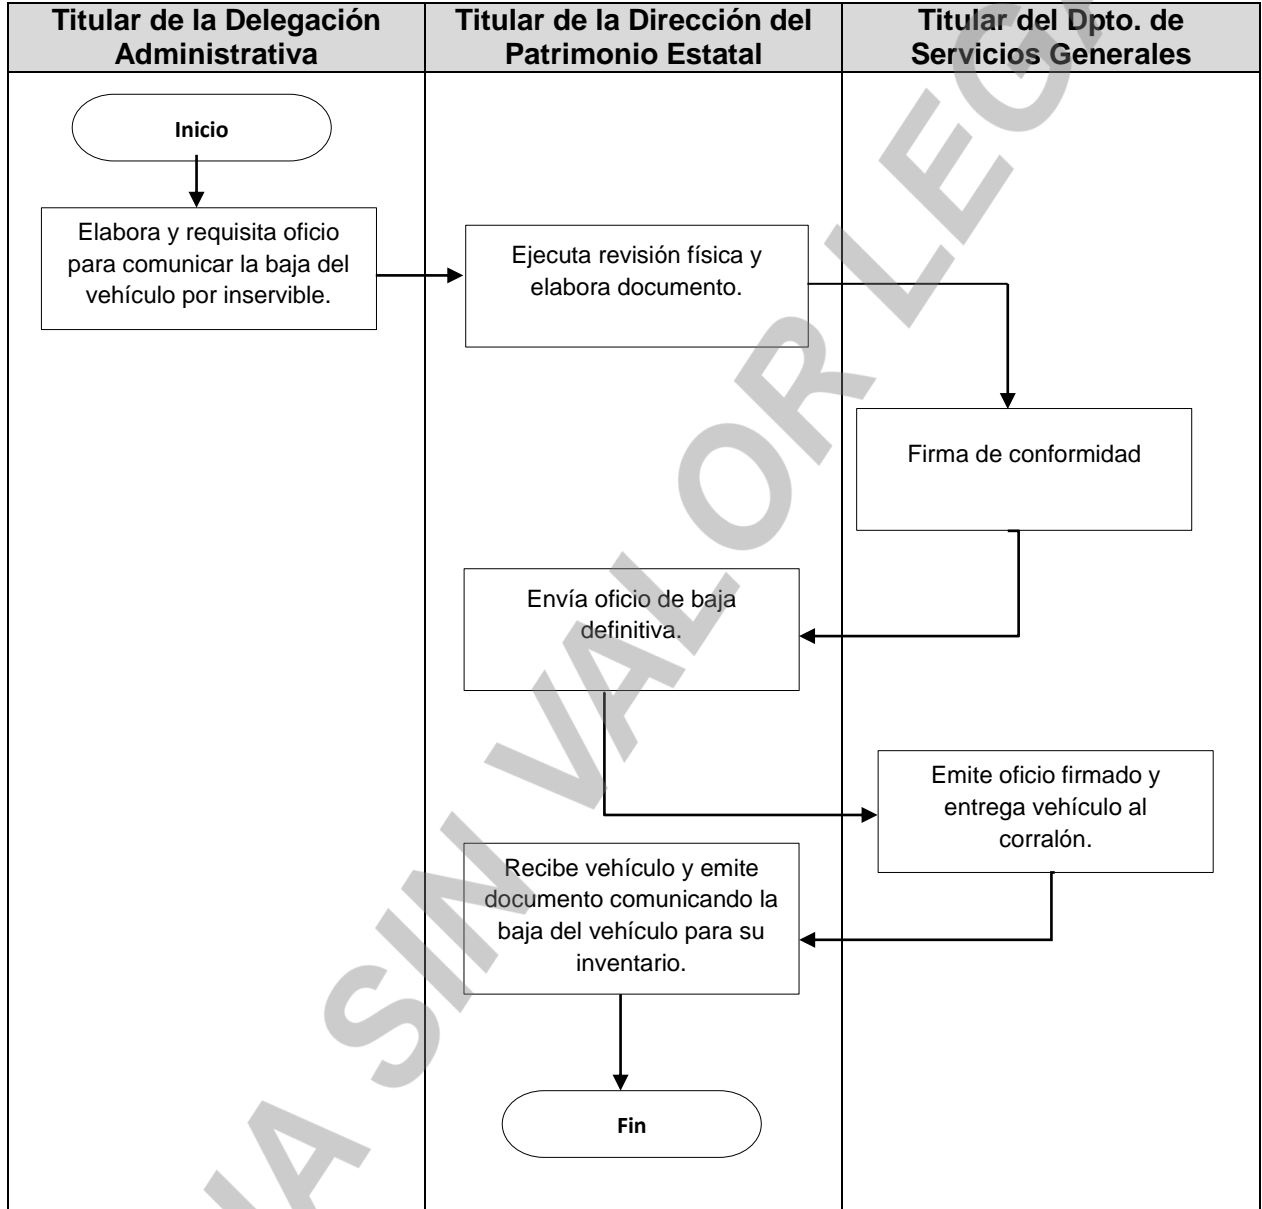 Titular de la Delegación
Administrativa
Titular de la Dirección del
Patrimonio Estatal
Titular del Dpto. de
Servicios Generales
Inicio
Elabora y requisita oficio
para comunicar la baja del
vehículo por inservible.
Ejecuta revisión física y
elabora documento.
Firma de conformidad
Envía oficio de baja
definitiva.
Emite oficio firmado y
entrega vehículo al
corralón.
Recibe vehículo y emite
documento comunicando la
baja del vehículo para su
inventario.
Fin
SIN VALOR LEGA